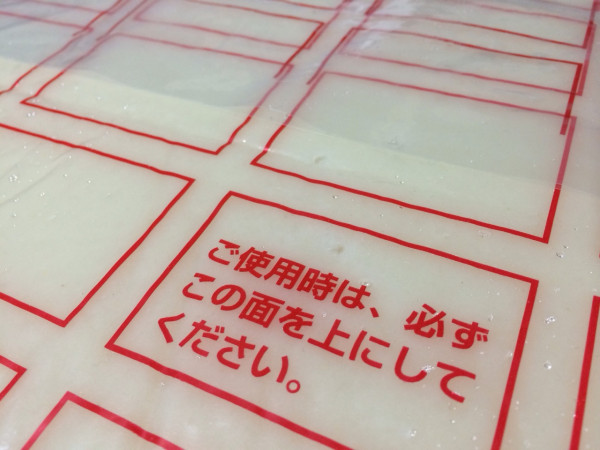 ご使用時は、必ず
この面を上にして
ください。